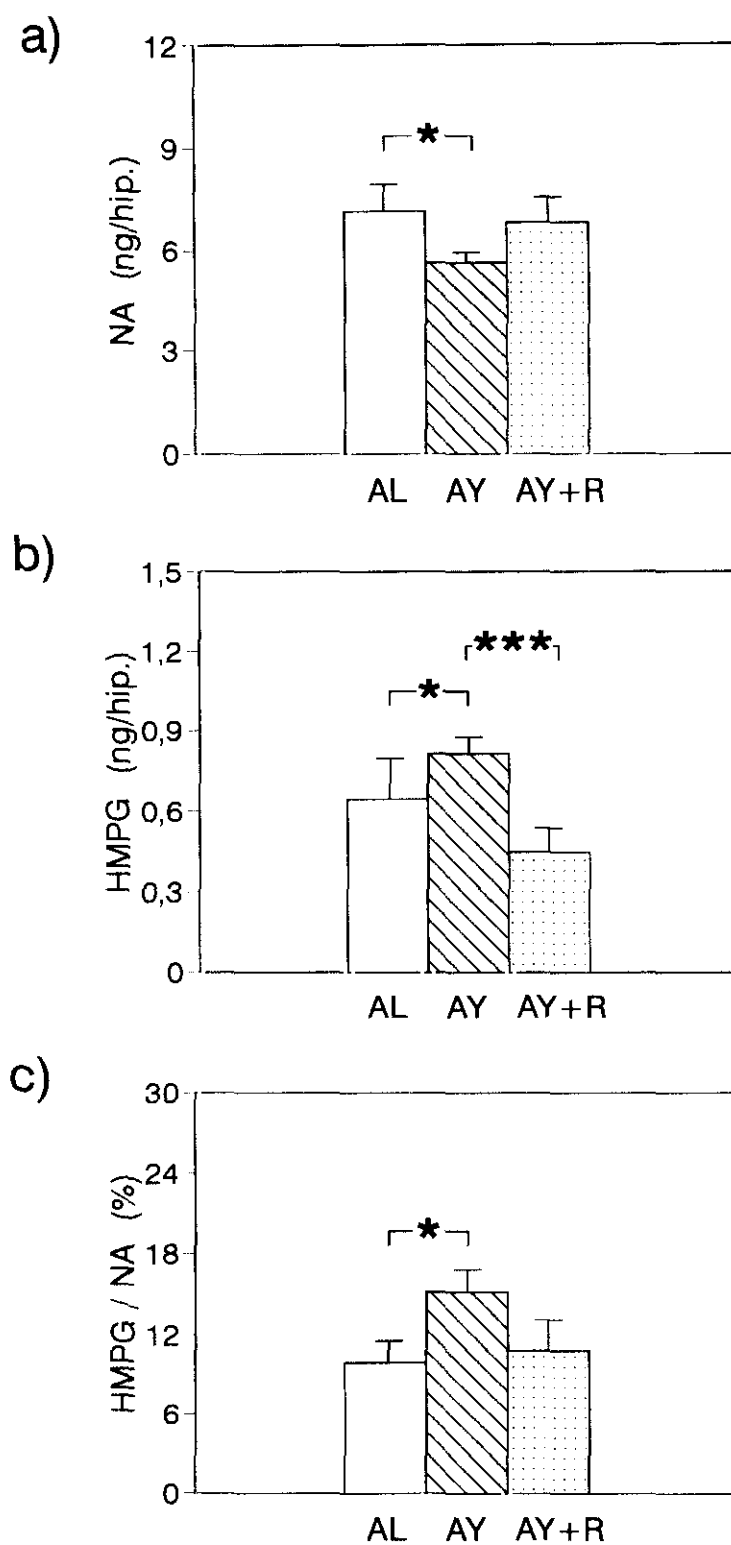 a)
NA (ng/hip.)
12
9
6
3
0
*
AL AY AY+R
b)
HMPG (ng/hip.)
1,5
1,2
0,9
0,6
0,3
0
*
***
AL AY AY+R
c)
HMPG / NA (%)
30
24
18
12
6
0
*
AL AY AY+R